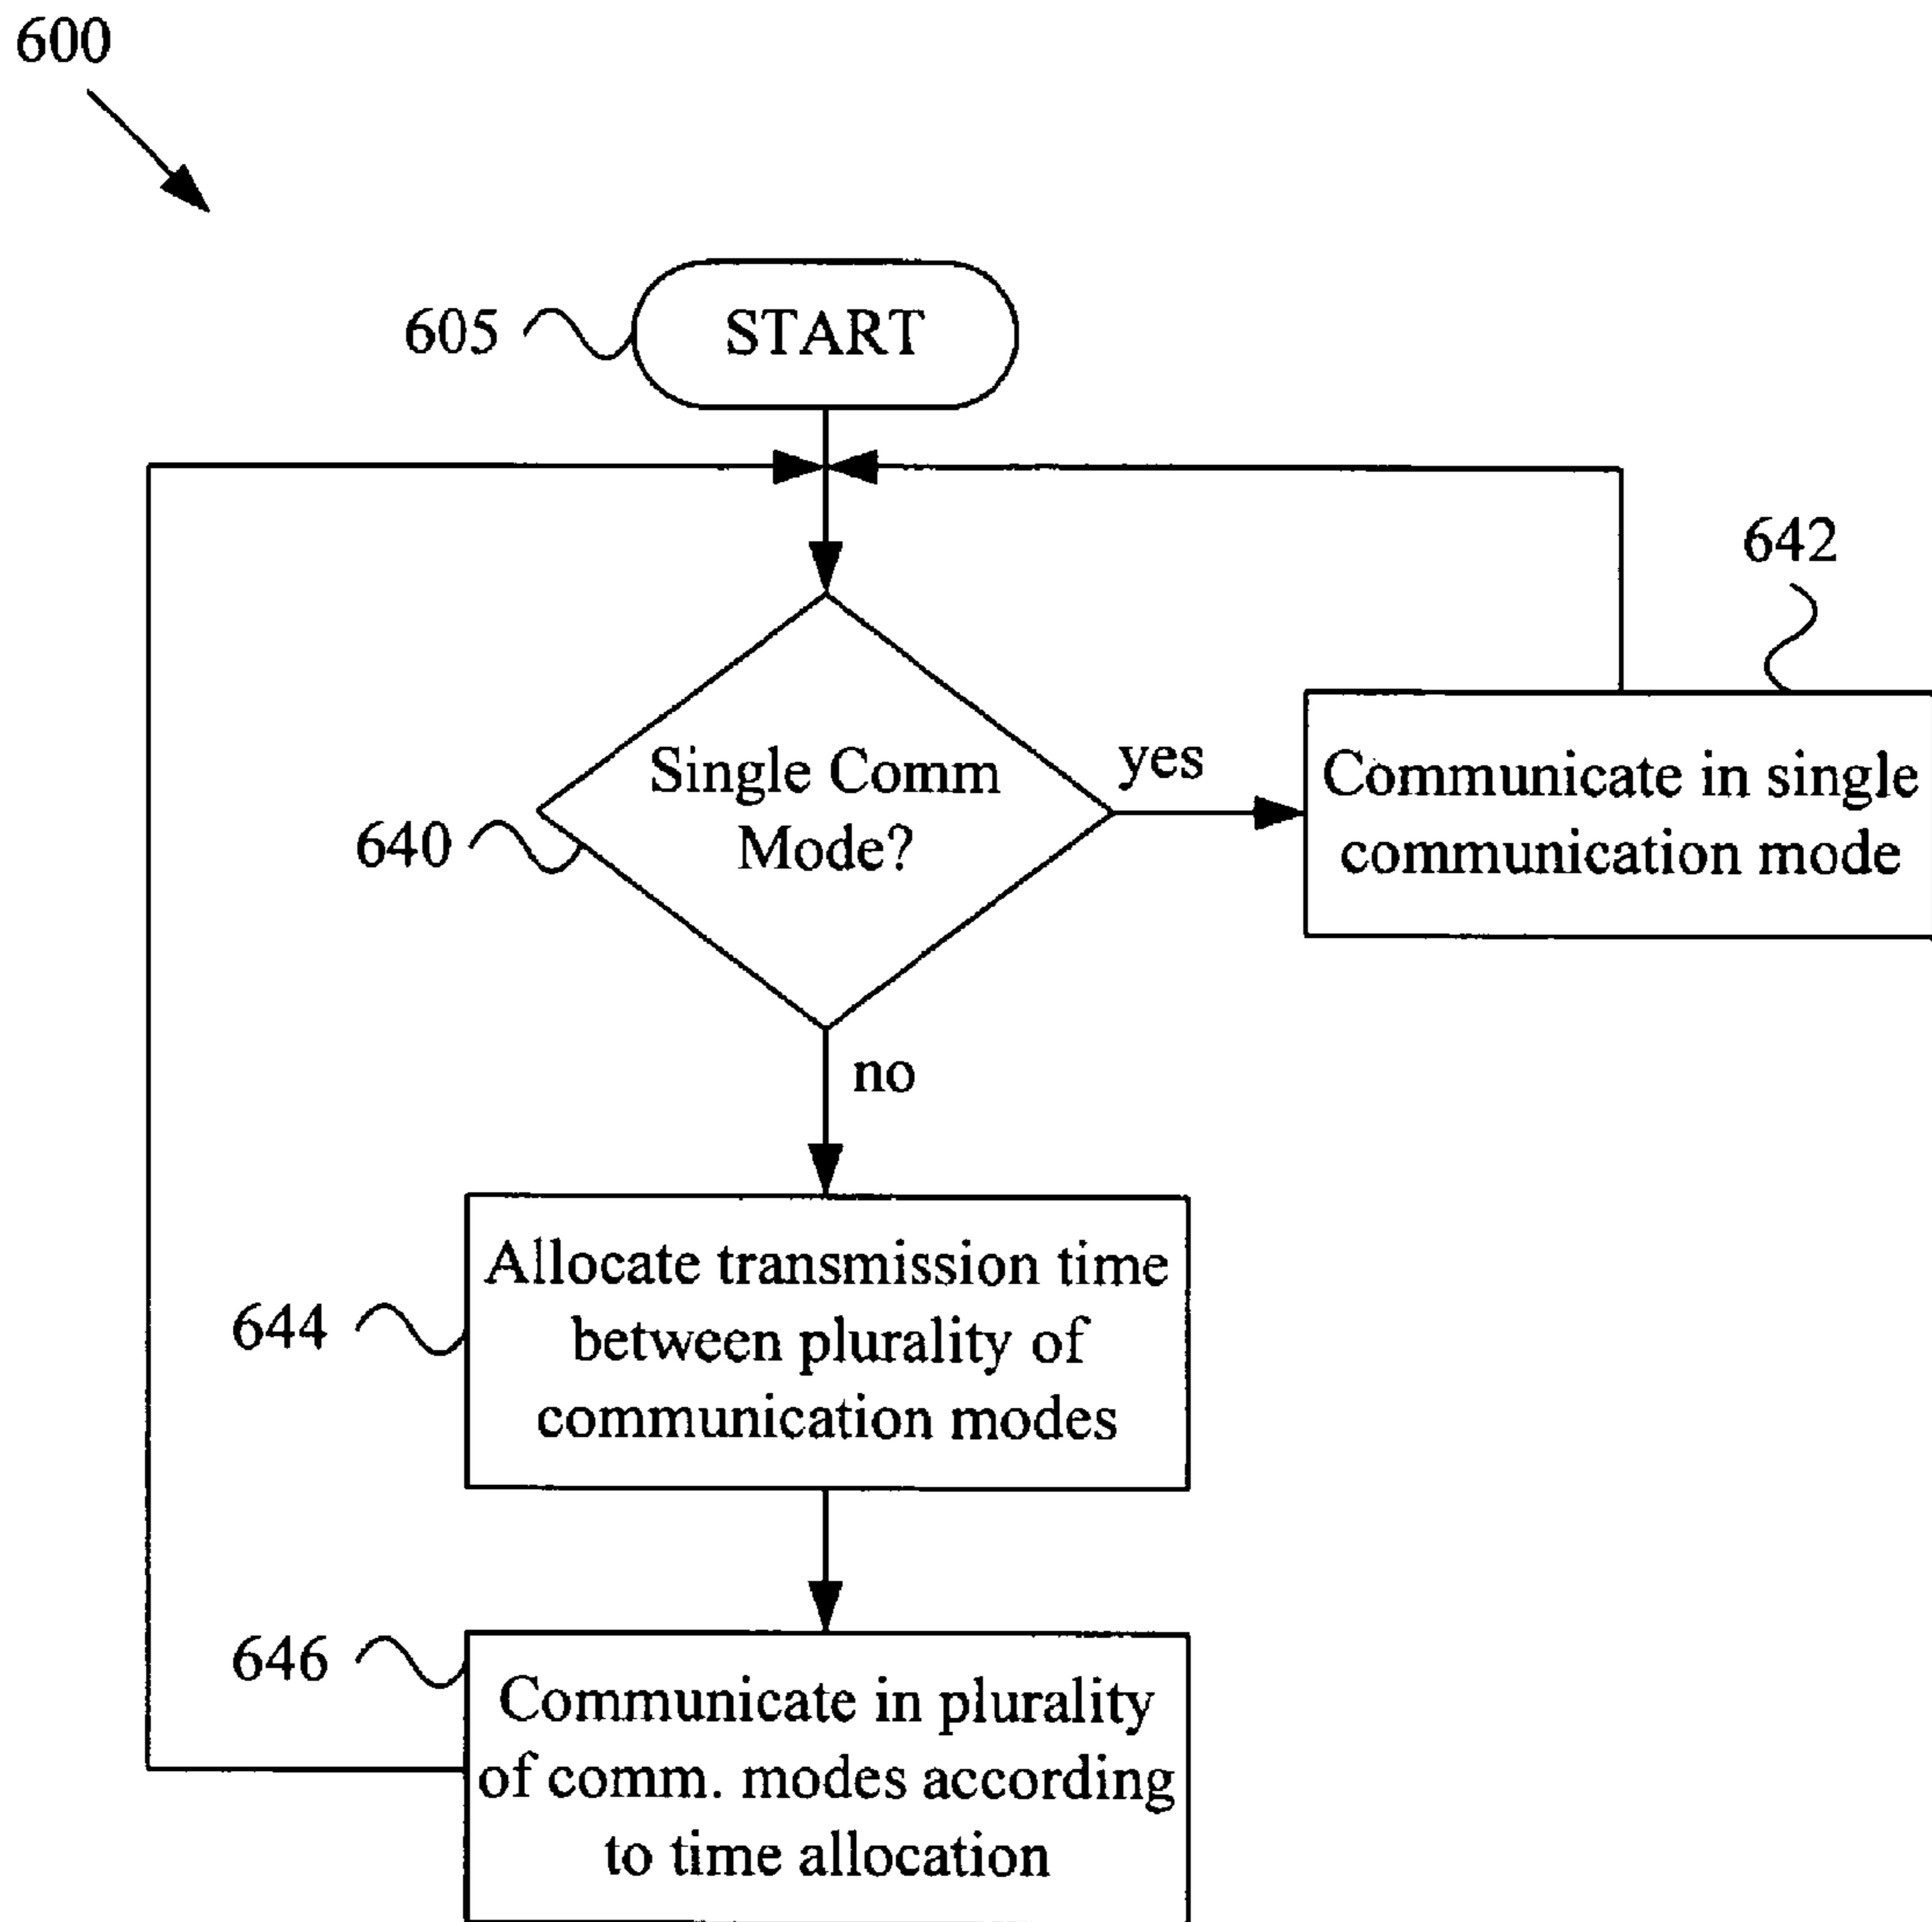 600
605
START
642
Single Comm
Mode?
yes
640
Communicate in single
communication mode
no
644
Allocate transmission time
between plurality of
communication modes
646
Communicate in plurality
of comm. modes according
to time allocation